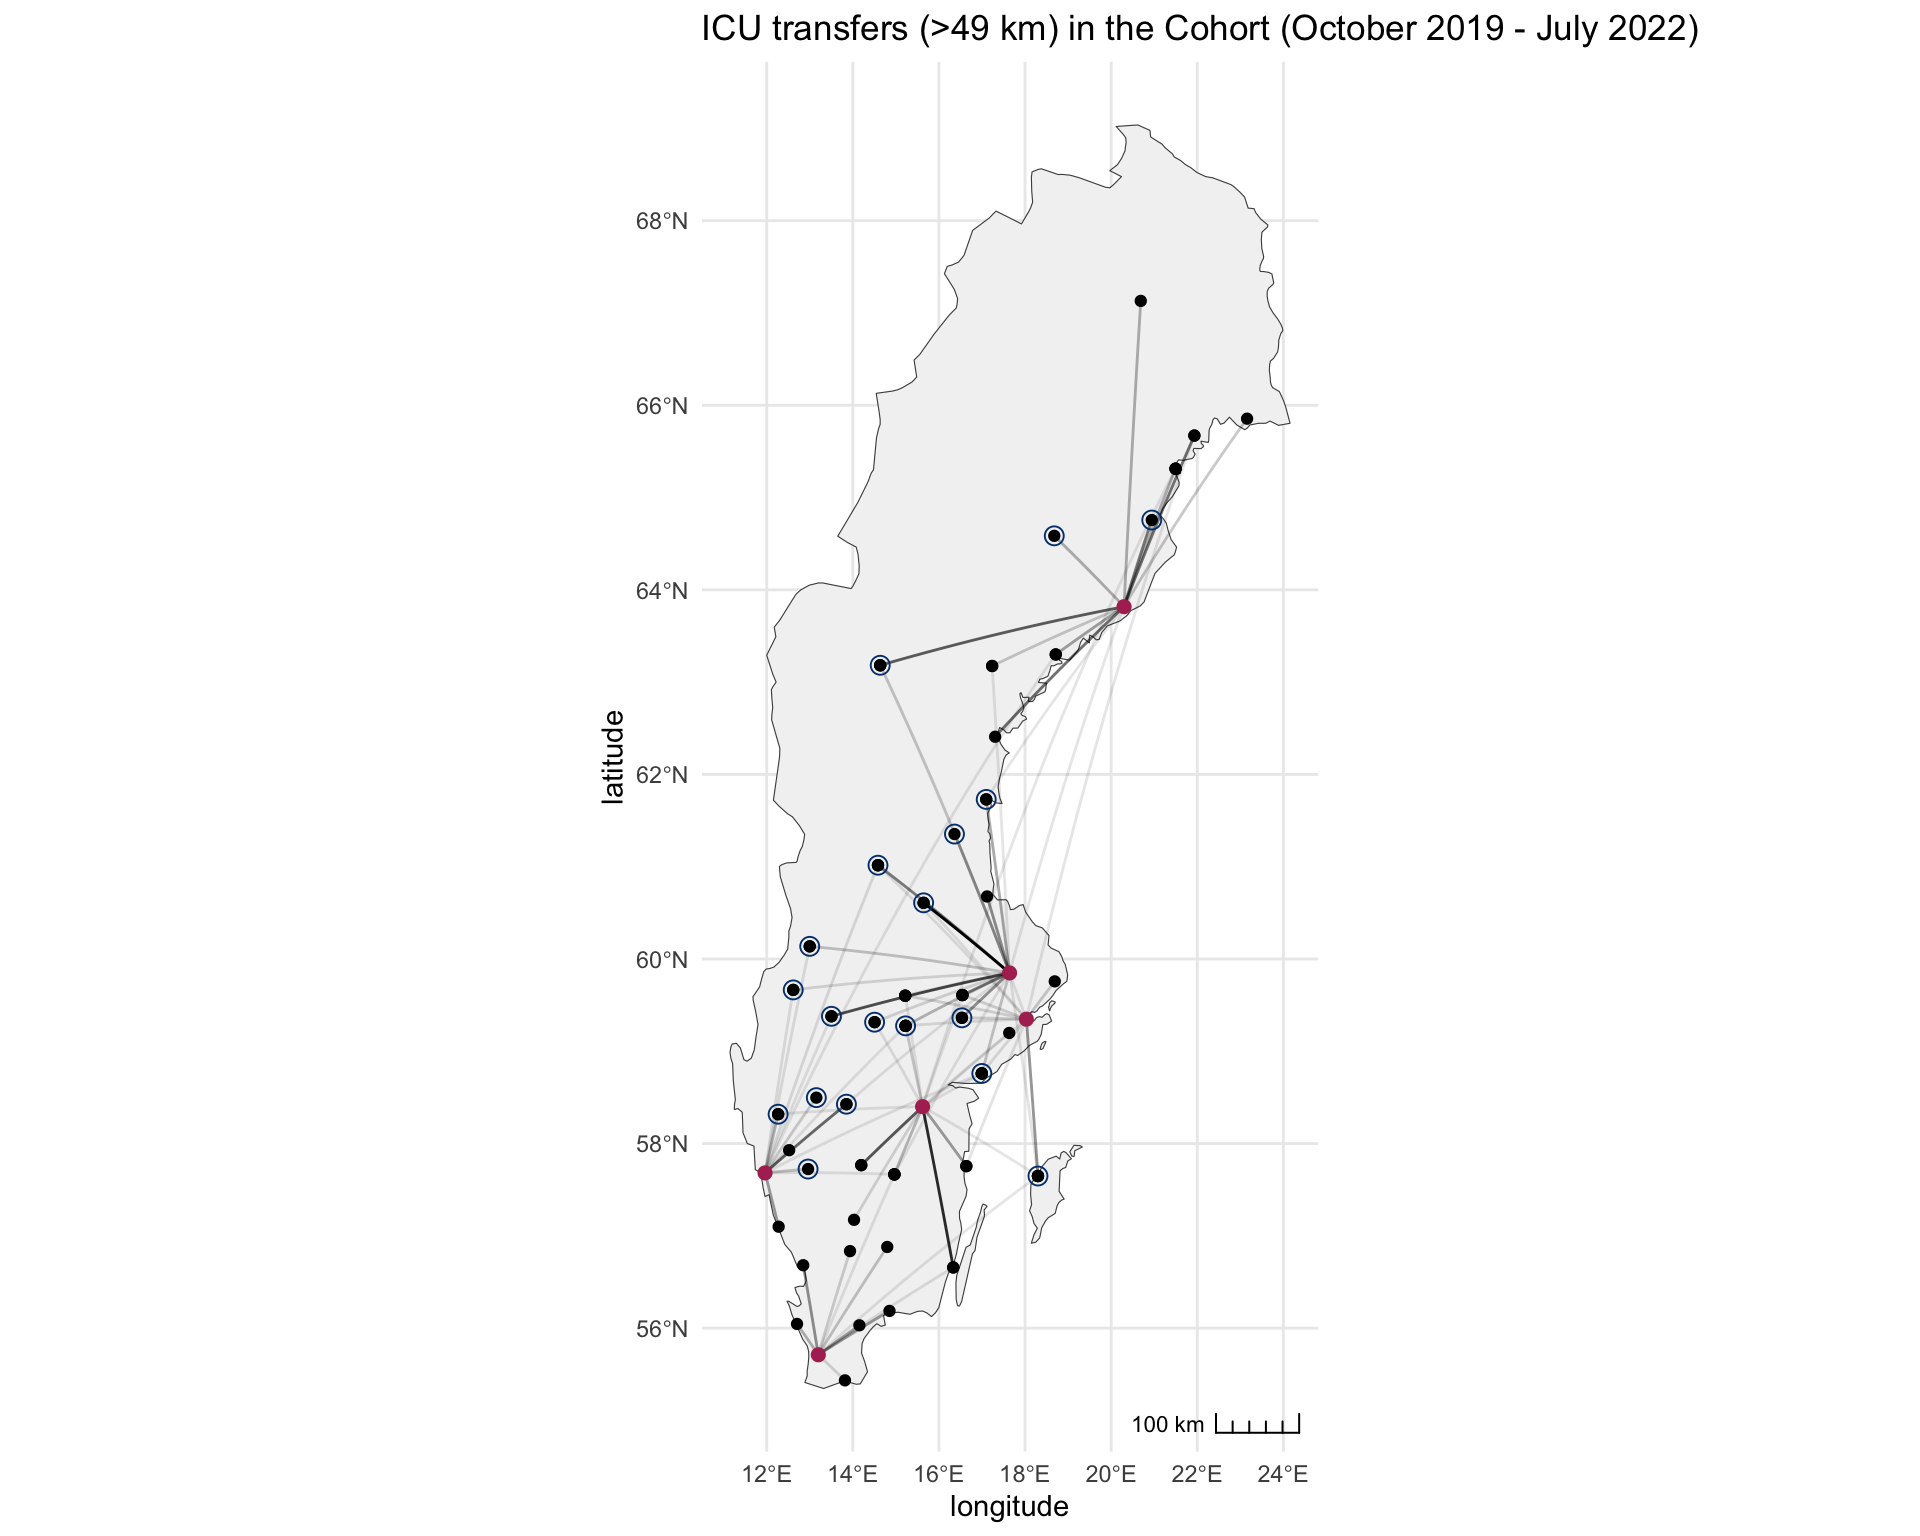 ICU transfers (>49 km) in the Cohort (October 2019 - July 2022)
68°N
66°N
64°N
62°N
60°N
58°N
56°N
latitude
100 km
12°E 14°E 16°E 18°E 20°E 22°E 24°E
longitude